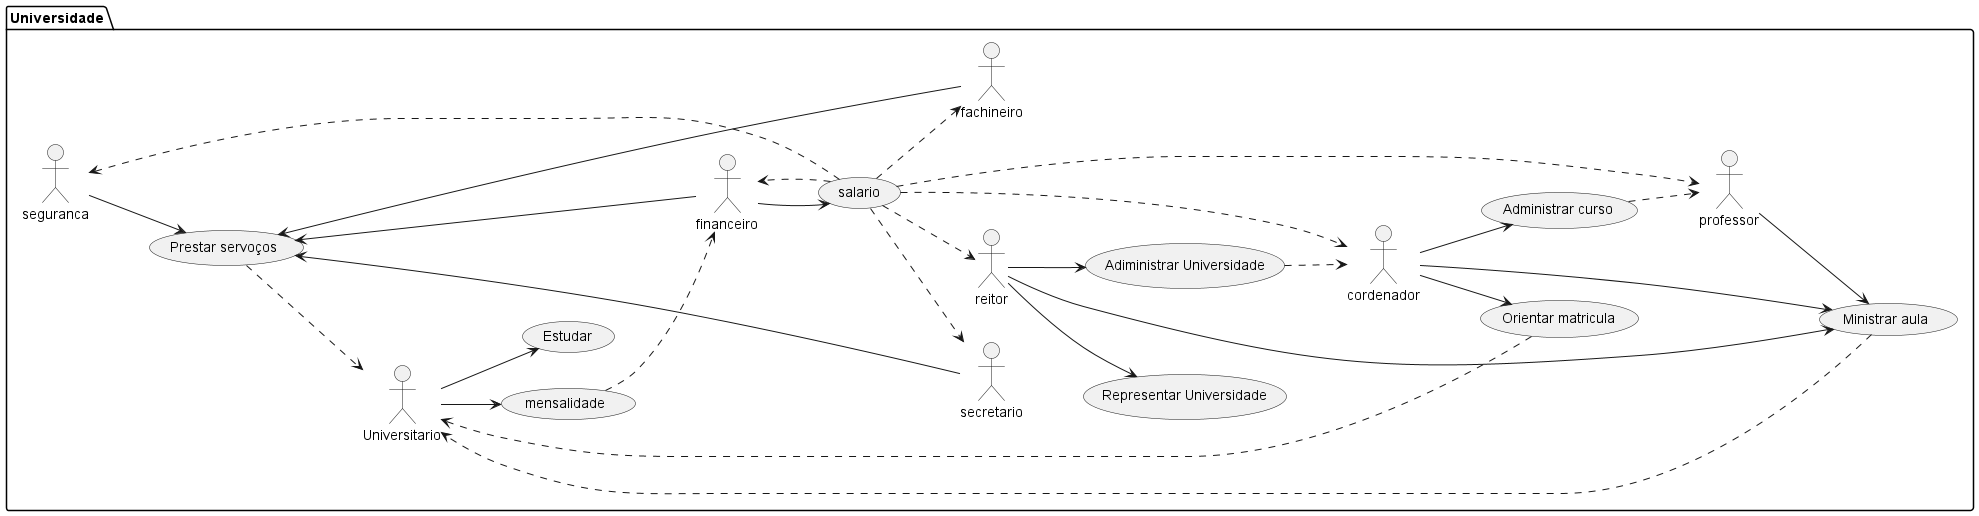 Universidade
fachineiro
seguranca
financeiro
salario
professor
Administrar curso
Prestar servoços
reitor
Adiministrar Universidade
cordenador
Orientar matricula
Ministrar aula
Estudar
mensalidade
Universitario
secretario
Representar Universidade